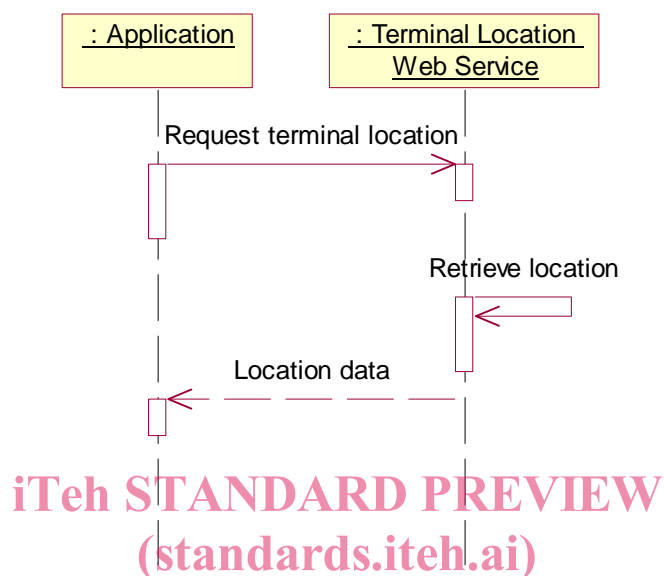 : Application
: Terminal Location
Web Service
Request terminal location
Retrieve location
Location data
iTeh STANDARD PREVIEW
(standards.iteh.ai)